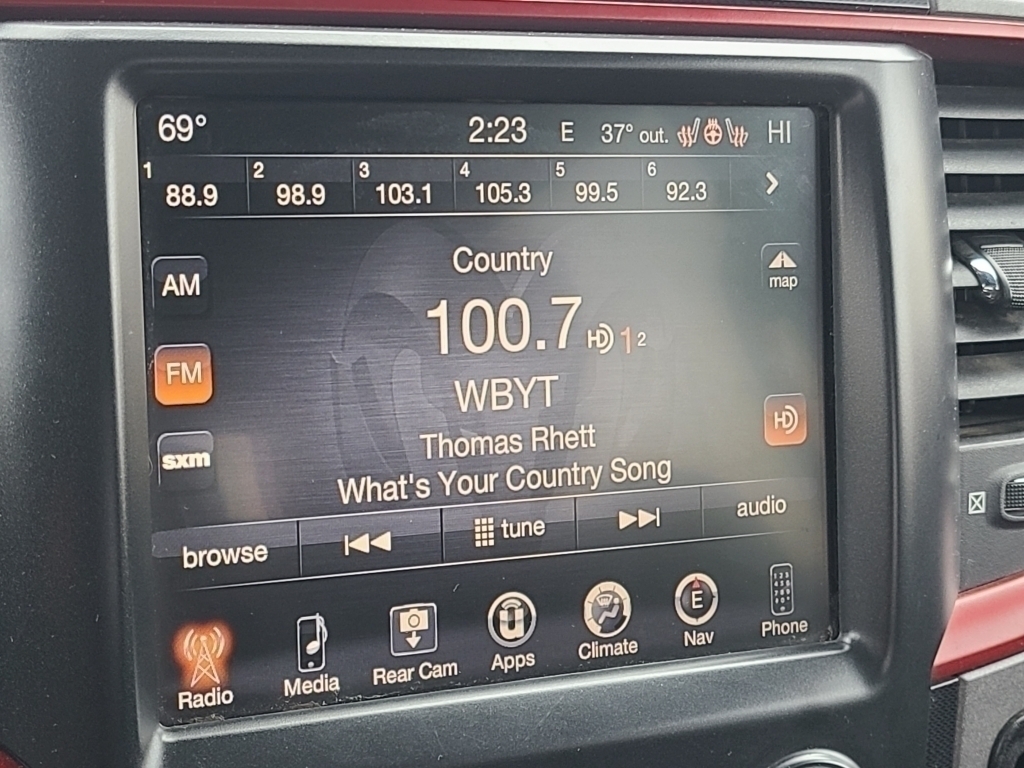 69° 2:23 E 37° out. HI
1 88.9 2 98.9 3 103.1 4 105.3 5 99.5 6 92.3
Country
AM
map
100.7 HD 1 2
FM
WBYT
HD
Thomas Rhett
sxm
What's Your Country Song
browse tune audio
Radio Media Rear Cam Apps Climate E Nav Phone